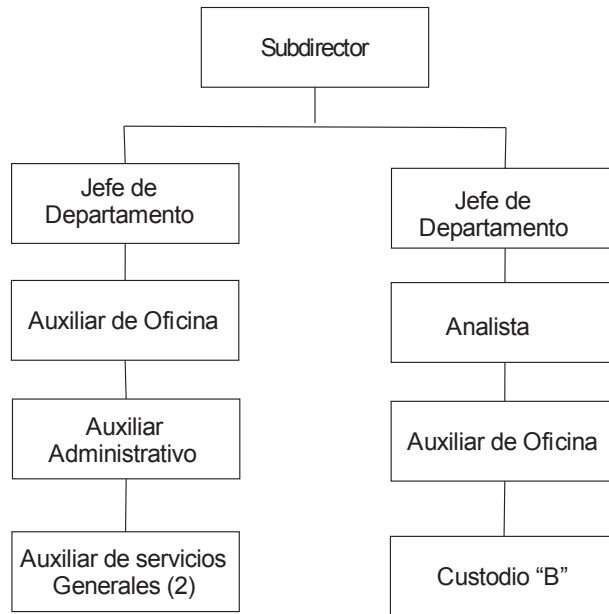 Subdirector
Jefe de
Departamento
Auxiliar de Oficina
Auxiliar
Administrativo
Auxiliar de servicios
Generales (2)
Jefe de
Departamento
Analista
Auxiliar de Oficina
Custodio “B”